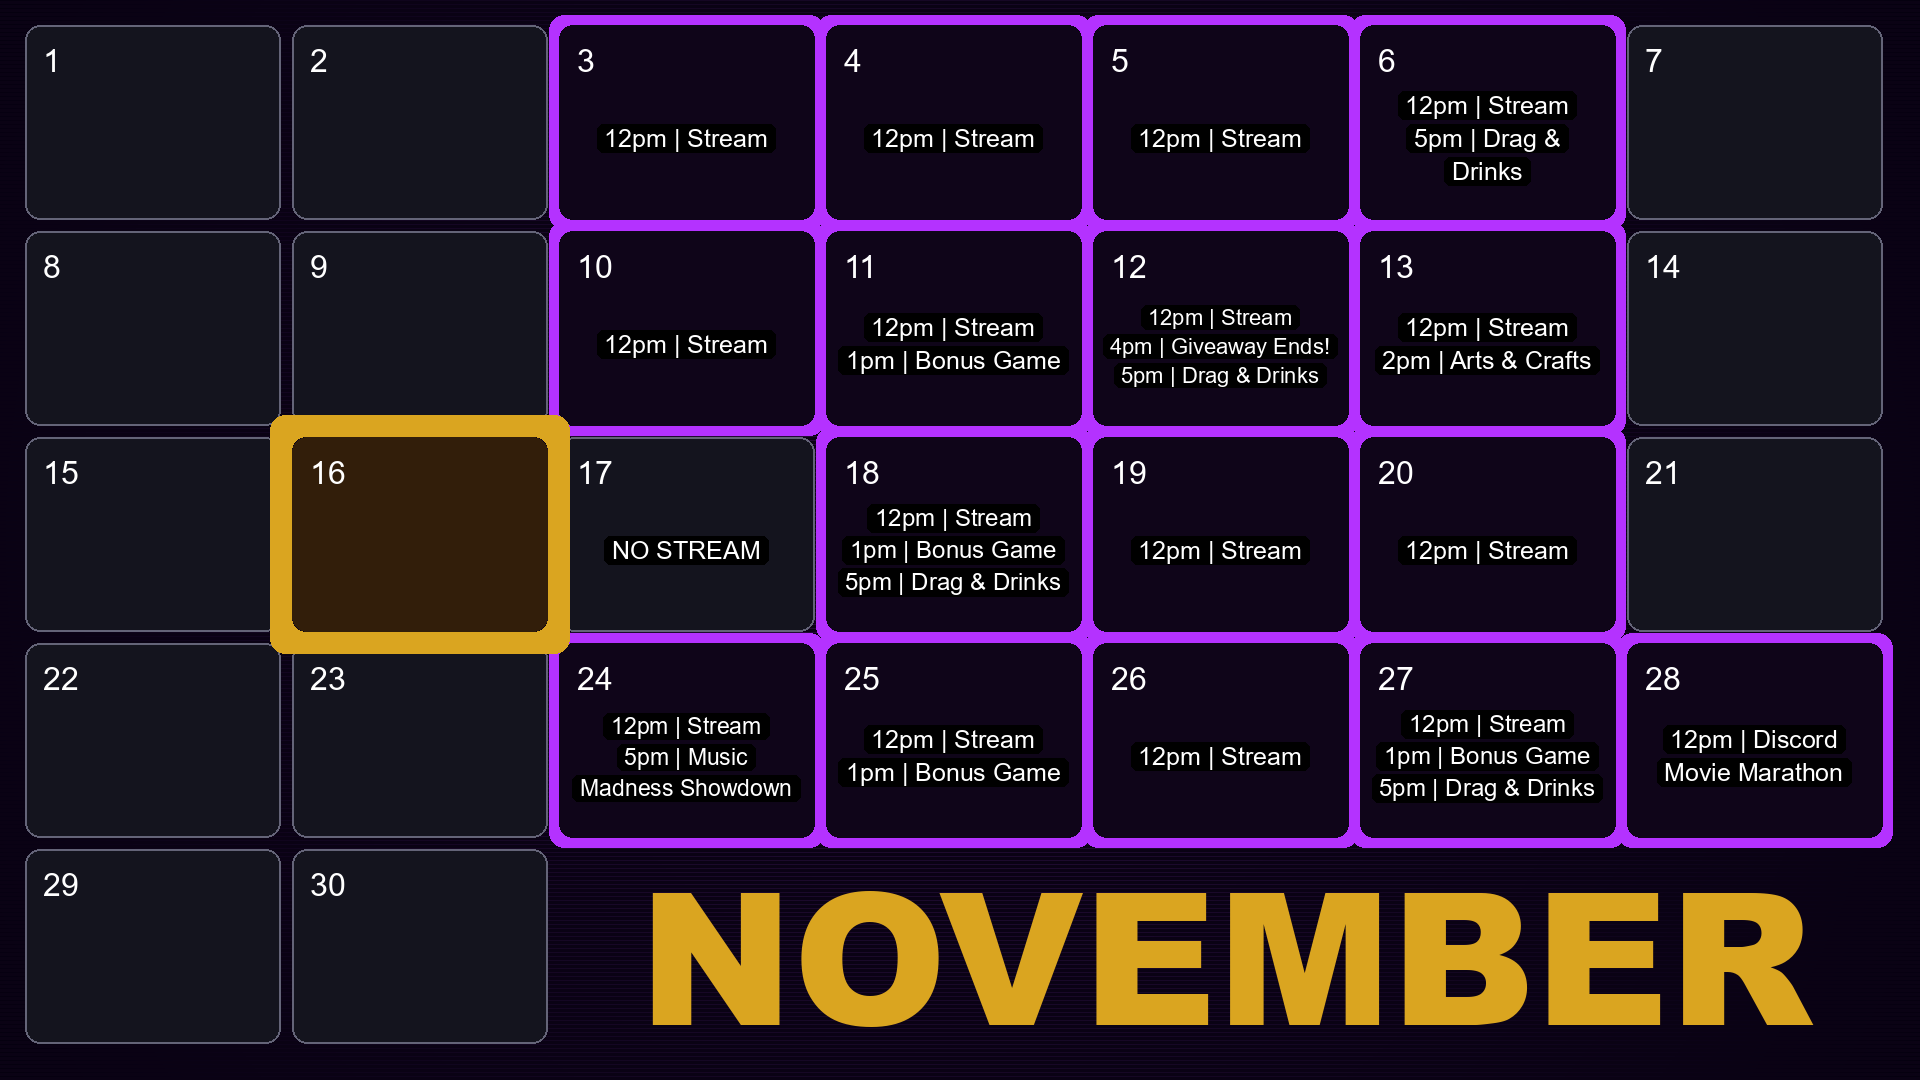 1
2
3
12pm | Stream
4
12pm | Stream
5
12pm | Stream
6
12pm | Stream
5pm | Drag &
Drinks
7
8
9
10
12pm | Stream
11
12pm | Stream
1pm | Bonus Game
12
12pm | Stream
4pm | Giveaway Ends!
5pm | Drag & Drinks
13
12pm | Stream
2pm | Arts & Crafts
14
15
16
17
NO STREAM
18
12pm | Stream
1pm | Bonus Game
5pm | Drag & Drinks
19
12pm | Stream
20
12pm | Stream
21
22
23
24
12pm | Stream
5pm | Music
Madness Showdown
25
12pm | Stream
1pm | Bonus Game
26
12pm | Stream
27
12pm | Stream
1pm | Bonus Game
5pm | Drag & Drinks
28
12pm | Discord
Movie Marathon
29
30
NOVEMBER